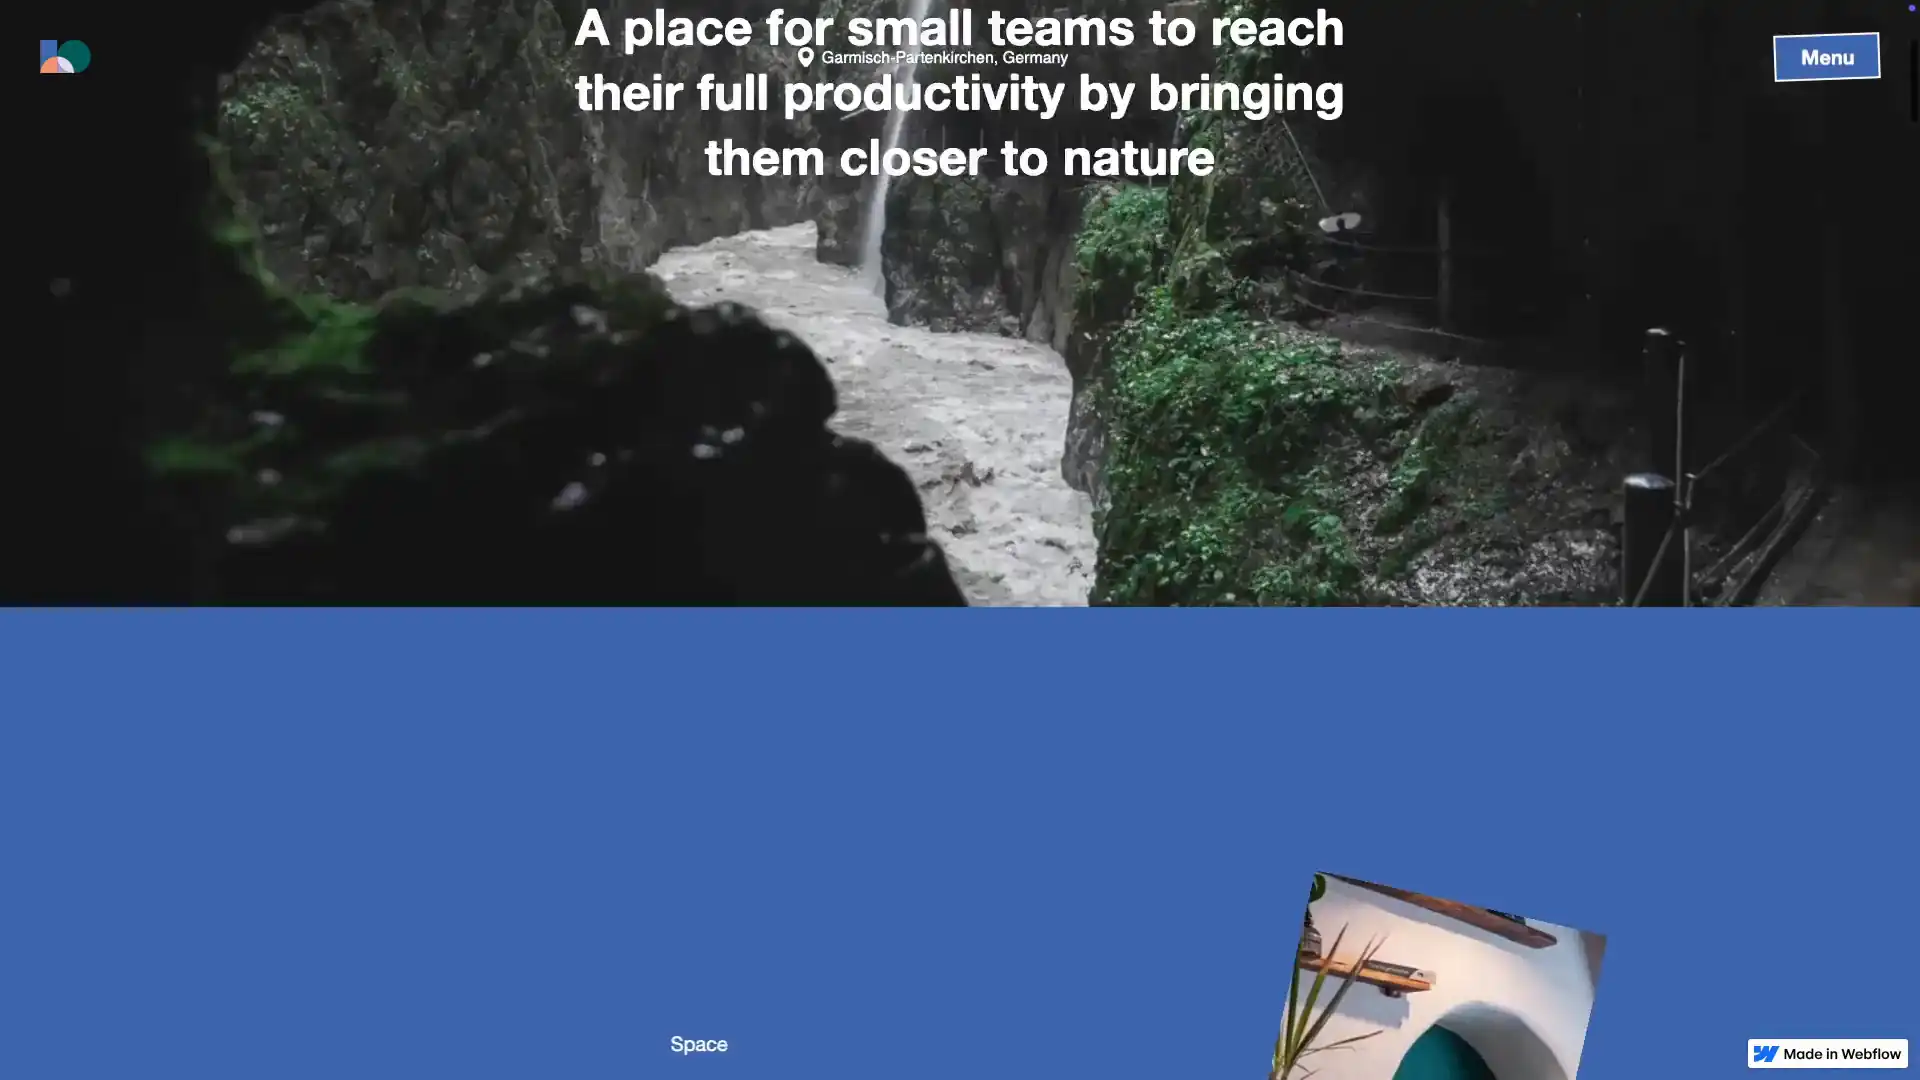 A place for small teams to reach
Garmisch-Partenkirchen, Germany
their full productivity by bringing
them closer to nature
Menu
Space
Made in Webflow